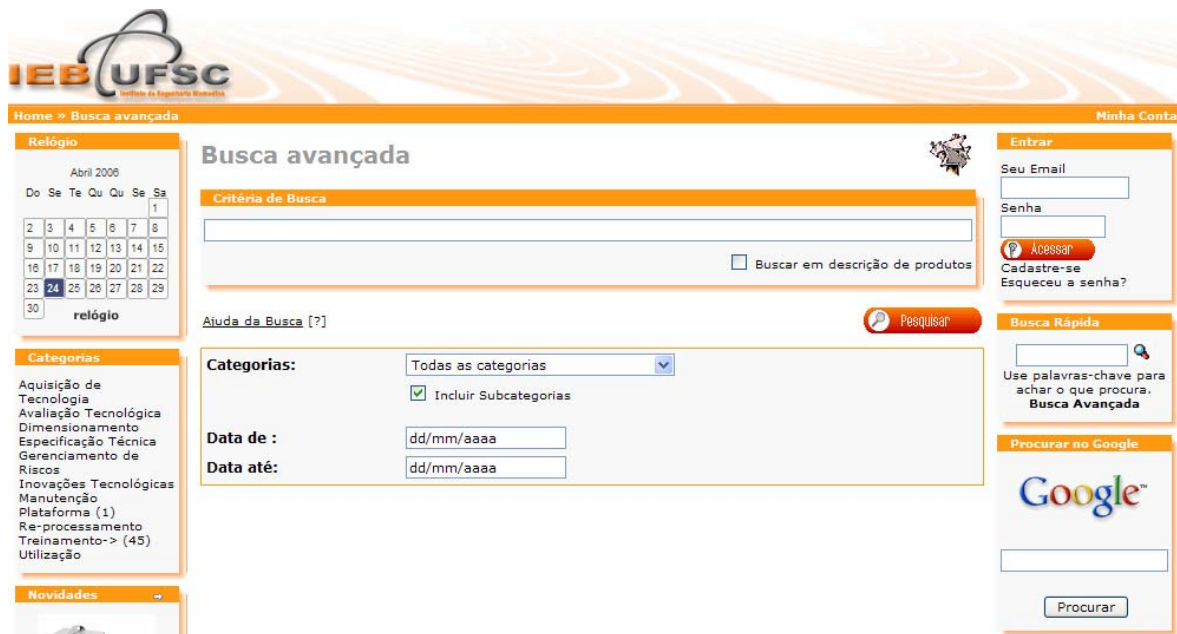 IEB UFSC
Instituto de Engenharia Biomédica
Home » Busca avançada
Minha Conta
Relógio
Abril 2006
Do Se Te Qu Qu Se Sa
1
2 3 4 5 6 7 8
9 10 11 12 13 14 15
16 17 18 19 20 21 22
23 24 25 26 27 28 29
30
relógio
Categorias
Aquisição de
Tecnologia
Avaliação Tecnológica
Dimensionamento
Especificação Técnica
Gerenciamento de
Riscos
Inovações Tecnológicas
Manutenção
Plataforma (1)
Re-processamento
Treinamento-> (45)
Utilização
Novidades
Busca avançada
Critéria de Busca
Buscar em descrição de produtos
Ajuda da Busca [?]
Pesquisar
Categorias:
Todas as categorias
Incluir Subcategorias
Data de :
dd/mm/aaaa
Data até:
dd/mm/aaaa
Entrar
Seu Email
Senha
Acessar
Cadastre-se
Esqueceu a senha?
Busca Rápida
Use palavras-chave para
achar o que procura.
Busca Avançada
Procurar no Google
Google™
Procurar